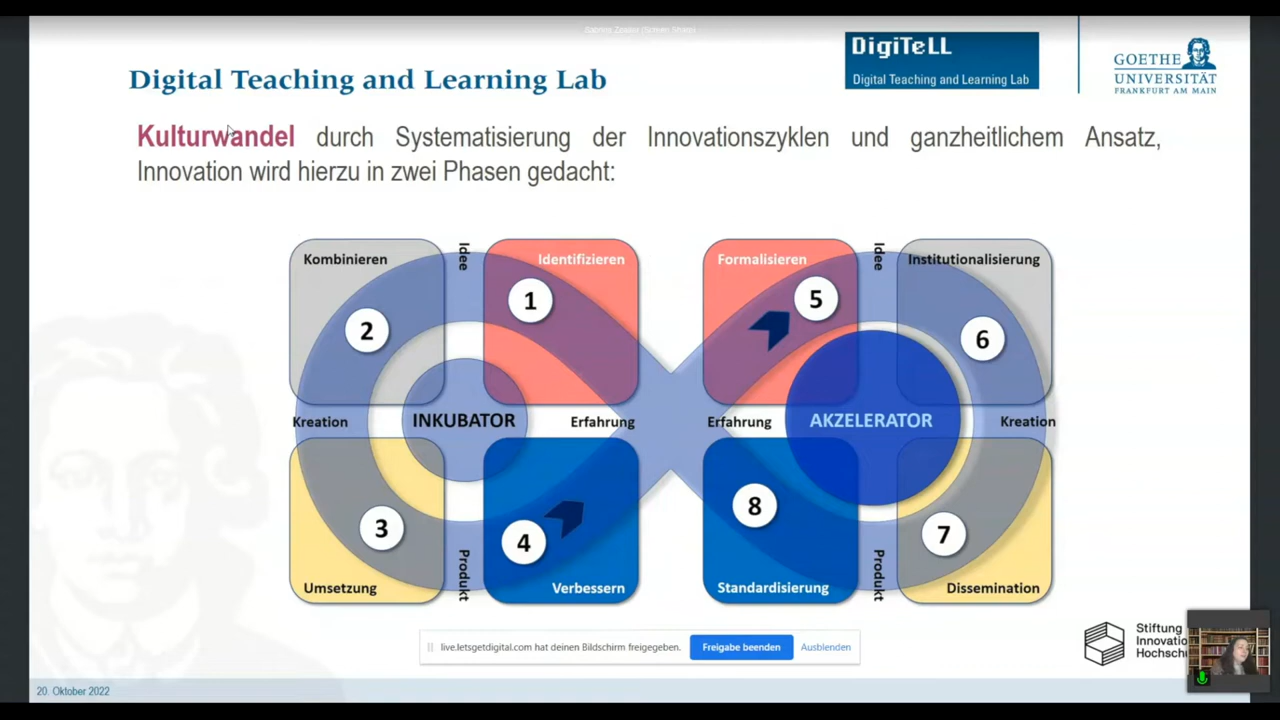 DigiTeLL
Digital Teaching and Learning Lab
GOETHE
UNIVERSITÄT
FRANKFURT AM MAIN
Digital Teaching and Learning Lab
Kulturwandel durch Systematisierung der Innovationszyklen und ganzheitlichem Ansatz,
Innovation wird hierzu in zwei Phasen gedacht:
Kombinieren
Idee
Identifizieren
Formalisieren
Idee
Institutionalisierung
2
1
5
6
Kreation
INKUBATOR
Erfahrung
Erfahrung
AKZELERATOR
Kreation
3
4
8
7
Umsetzung
Produkt
Verbessern
Standardisierung
Produkt
Dissemination
live.letsgetdigital.com hat deinen Bildschirm freigegeben.
Freigabe beenden
Ausblenden
Stiftung
Innovatio
Hochschu
20. Oktober 2022